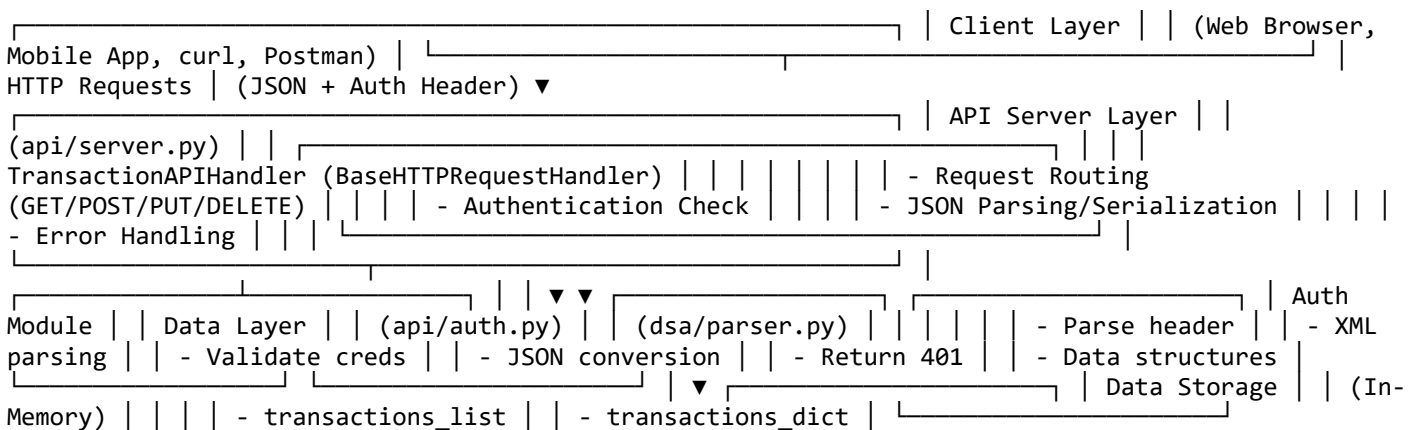 ┌──────────────────────────────────────────────────────────┐ │ Client Layer │ │ (Web Browser,
Mobile App, curl, Postman) │ └───────────────────────┬──────────────────────────────────┘ │
HTTP Requests │ (JSON + Auth Header) ▼
┌──────────────────────────────────────────────────────────┐ │ API Server Layer │ │
(api/server.py) │ │ ┌──────────────────────────────────────────────────┐ │ │ │
TransactionAPIHandler (BaseHTTPRequestHandler) │ │ │ │ │ │ │ │ - Request Routing
(GET/POST/PUT/DELETE) │ │ │ │ - Authentication Check │ │ │ │ - JSON Parsing/Serialization │ │ │ │
- Error Handling │ │ │ └──────────────────────────────────────────────────┘ │
└───────────────────────┬──────────────────────────────────┘ │
┌───────────────┴───────────────┐ │ │ ▼ ▼ ┌─────────────────┐ ┌─────────────────────┐ │ Auth
Module │ │ Data Layer │ │ (api/auth.py) │ │ (dsa/parser.py) │ │ │ │ │ │ - Parse header │ │ - XML
parsing │ │ - Validate creds │ │ - JSON conversion │ │ - Return 401 │ │ - Data structures │
└─────────────────┘ └─────────────────────┘ │ ▼ ┌─────────────────────┐ │ Data Storage │ │ (In-
Memory) │ │ │ │ - transactions_list │ │ - transactions_dict │ └─────────────────────┘